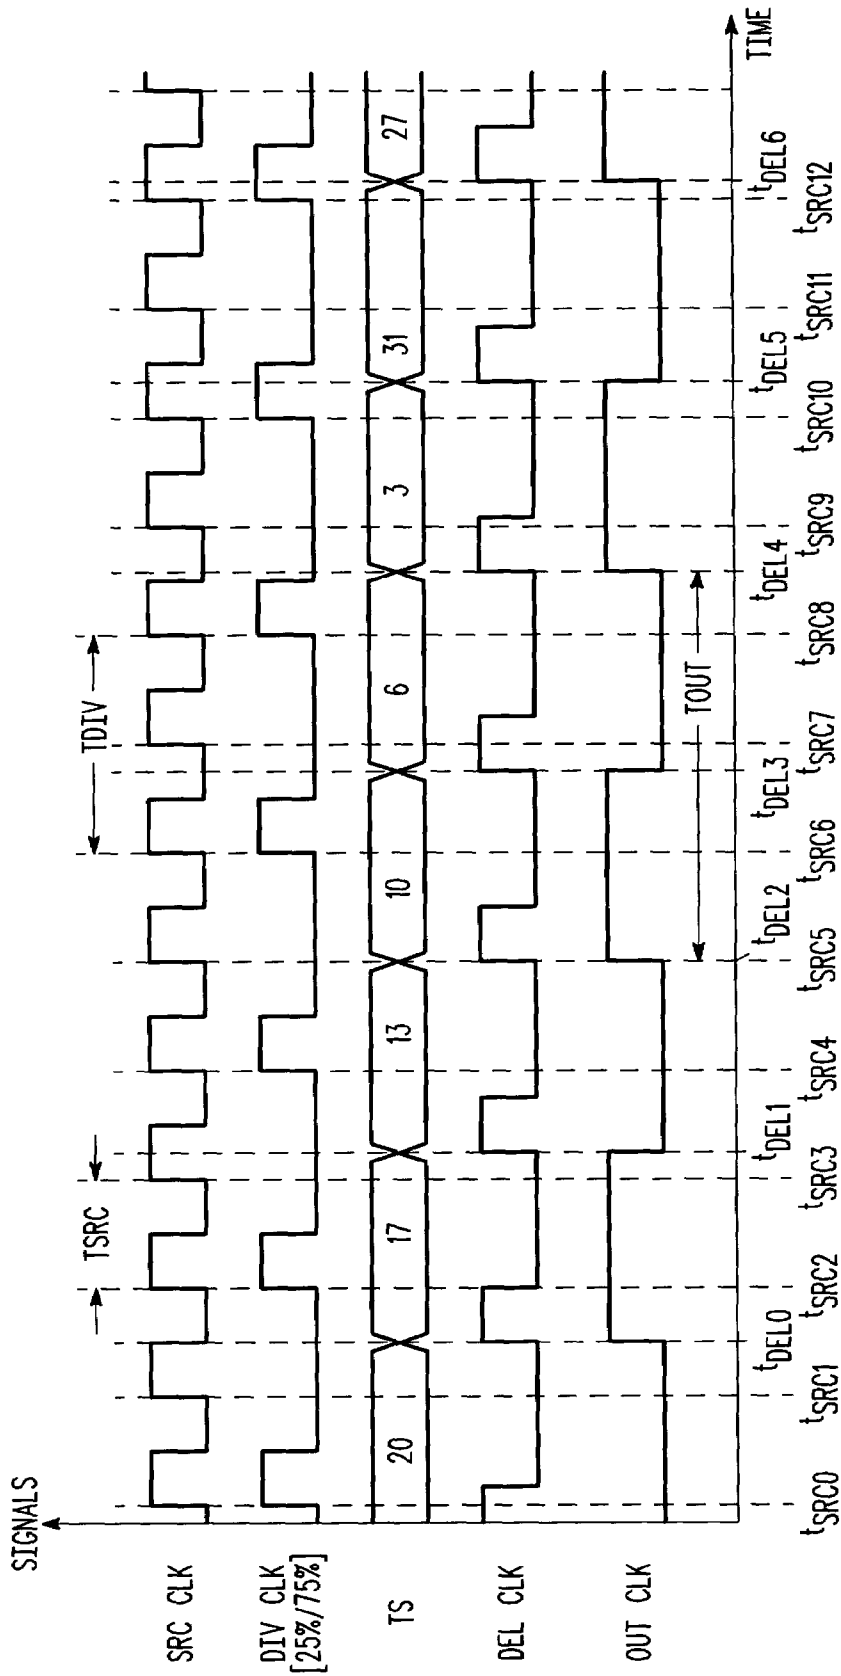 SIGNALS
SRC CLK
DIV CLK
[25%/75%]
TS
DEL CLK
OUT CLK
TSRC
TDIV
20
17
13
10
6
3
31
27
TOUT
TIME
tDEL0
tDEL1
tDEL2
tDEL3
tDEL4
tDEL5
tDEL6
tSRC0
tSRC1
tSRC2
tSRC3
tSRC4
tSRC5
tSRC6
tSRC7
tSRC8
tSRC9
tSRC10
tSRC11
tSRC12